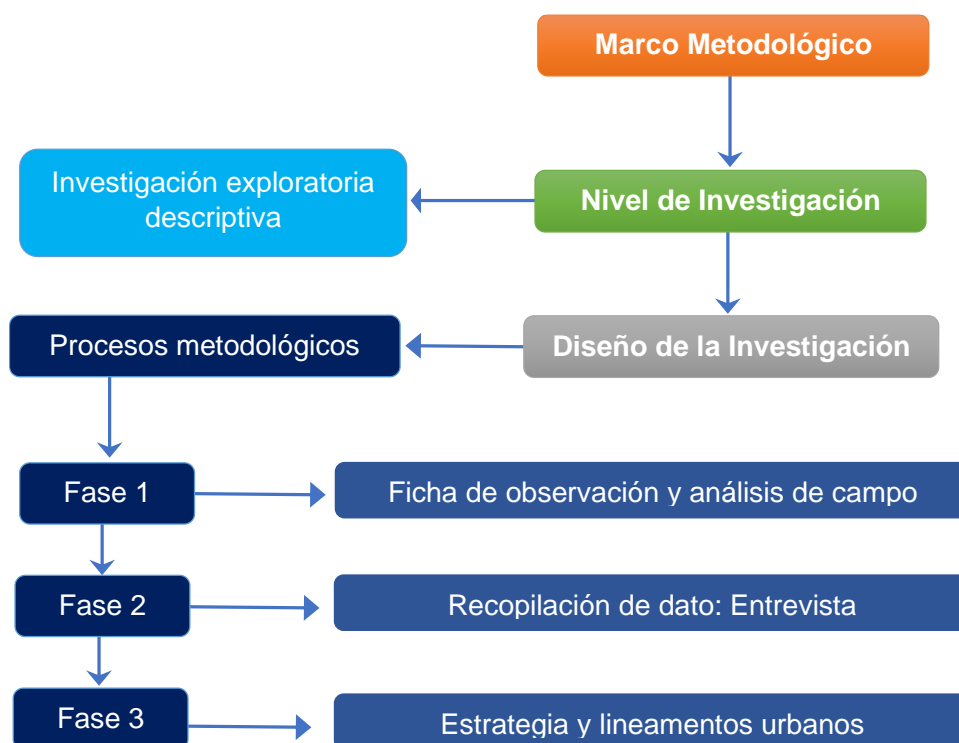 Marco Metodológico
Investigación exploratoria
descriptiva
Nivel de Investigación
Procesos metodológicos
Diseño de la Investigación
Fase 1
Ficha de observación y análisis de campo
Fase 2
Recopilación de dato: Entrevista
Fase 3
Estrategia y lineamentos urbanos